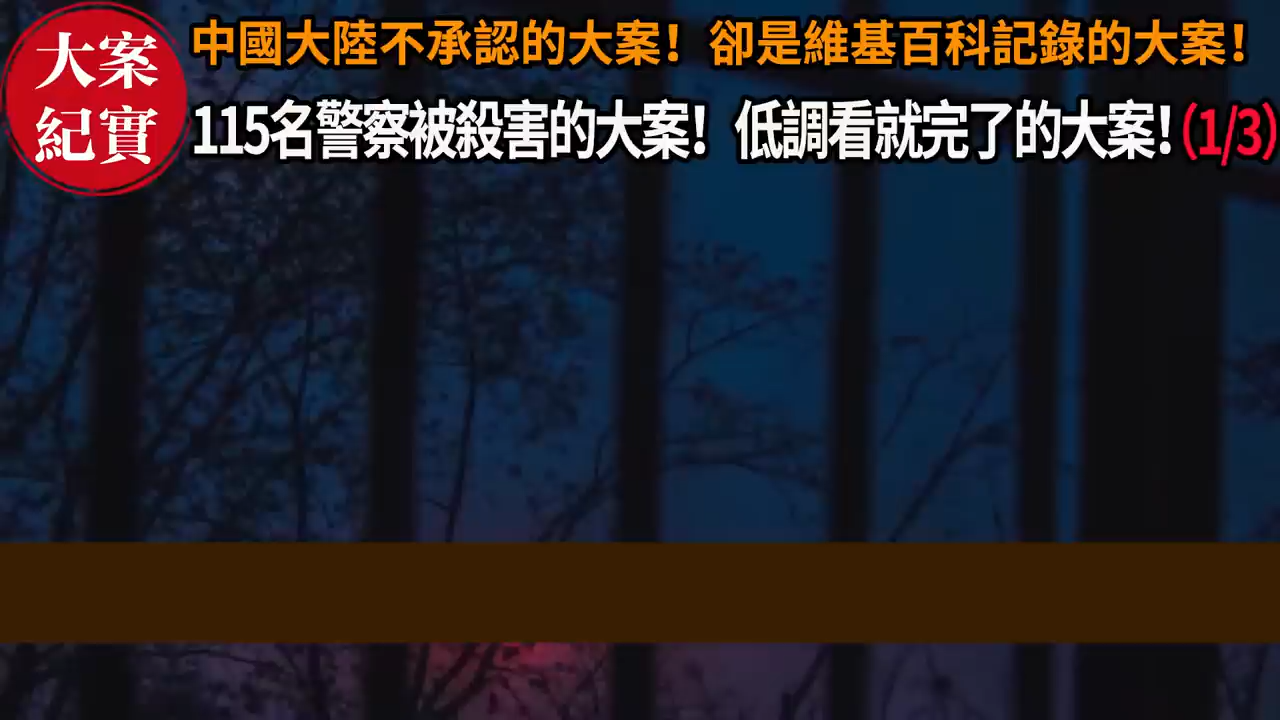 大案
紀實
中國大陸不承認的大案！卻是維基百科記錄的大案！
115名警察被殺害的大案！低調看就完了的大案！(1/3)